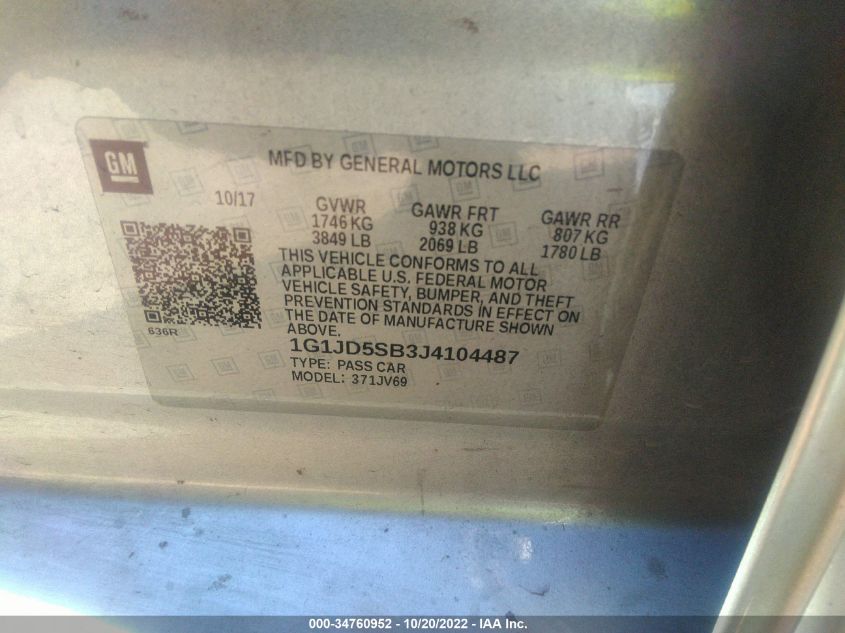 GM
MFD BY GENERAL MOTORS LLC
10/17
GVWR
1746 KG
3849 LB
GAWR FRT
938 KG
2069 LB
GAWR RR
807 KG
1780 LB
THIS VEHICLE CONFORMS TO ALL
APPLICABLE U.S. FEDERAL MOTOR
VEHICLE SAFETY, BUMPER, AND THEFT
PREVENTION STANDARDS IN EFFECT ON
THE DATE OF MANUFACTURE SHOWN
ABOVE.
636R
1G1JD5SB3J4104487
TYPE: PASS CAR
MODEL: 371JV69
000-34760952 - 10/20/2022 - IAA Inc.